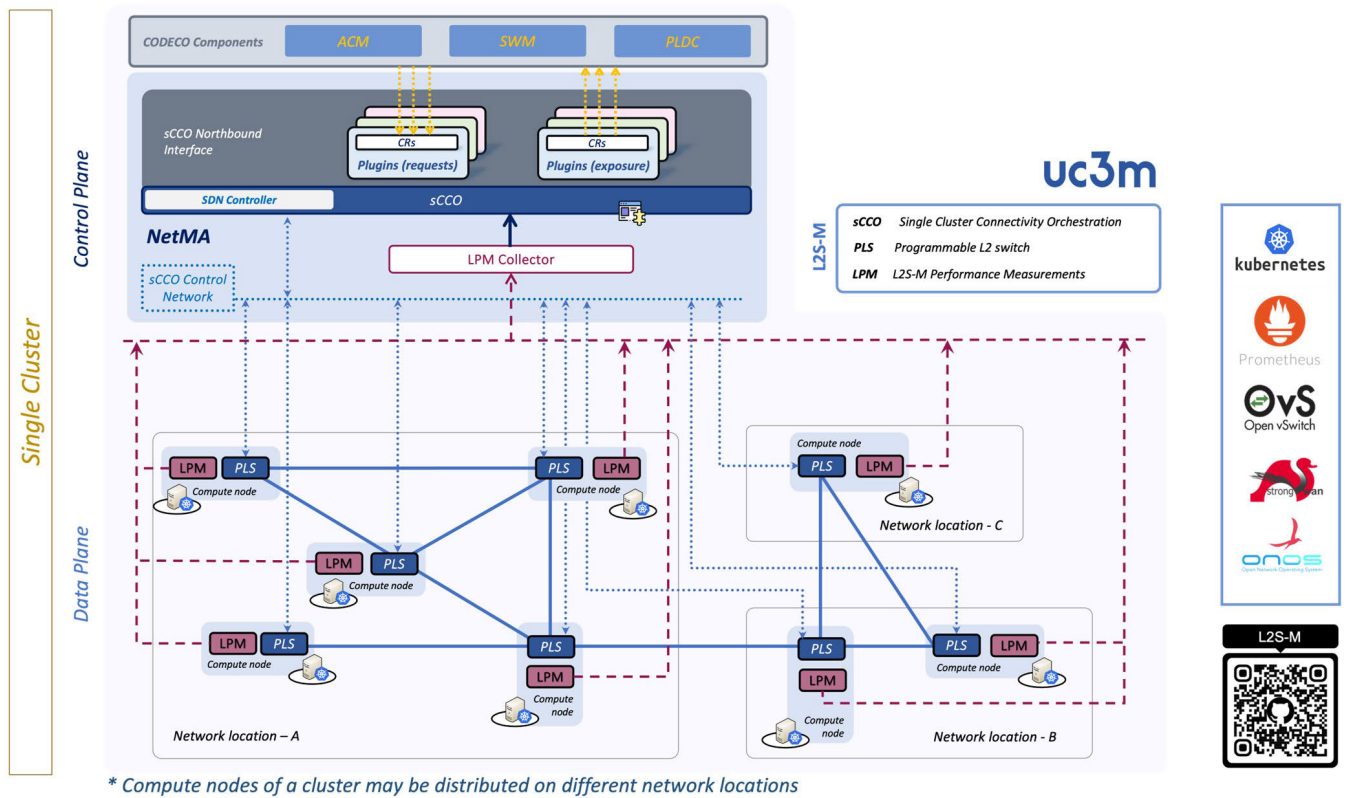 Single Cluster
Control Plane
Data Plane
CODECO Components
ACM
SWM
PLDC
sCCO Northbound
Interface
CRs
Plugins (requests)
CRs
Plugins (exposure)
SDN Controller
sCCO
NetMA
LPM Collector
sCCO Control
Network
uc3m
L2S-M
sCCO Single Cluster Connectivity Orchestration
PLS Programmable L2 switch
LPM L2S-M Performance Measurements
kubernetes
Prometheus
OvS
Open vSwitch
strongSwan
onos
Open Network Operating System
L2S-M
LPM
PLS
Compute node
PLS
LPM
Compute node
LPM
PLS
Compute node
LPM
PLS
Compute node
PLS
LPM
Compute
node
Network location – A
Compute node
PLS
LPM
Network location - C
PLS
LPM
Compute
node
PLS
LPM
Compute node
Network location - B
* Compute nodes of a cluster may be distributed on different network locations